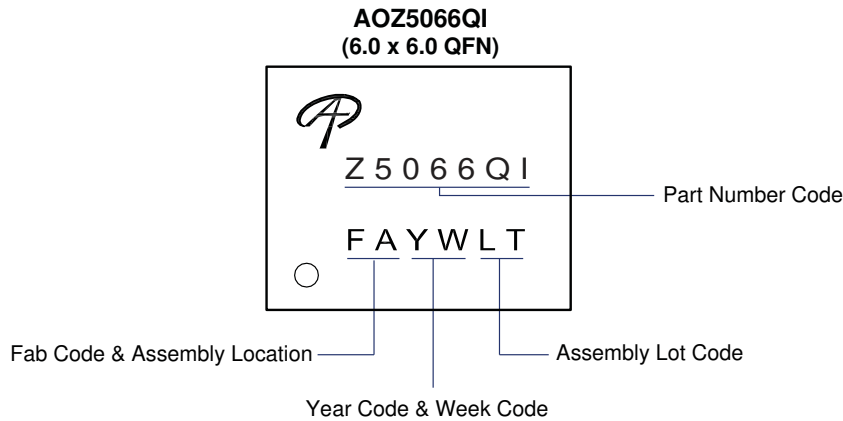 AOZ5066QI
(6.0 x 6.0 QFN)
Z5066QI
Part Number Code
FAYWLT
Fab Code & Assembly Location
Assembly Lot Code
Year Code & Week Code